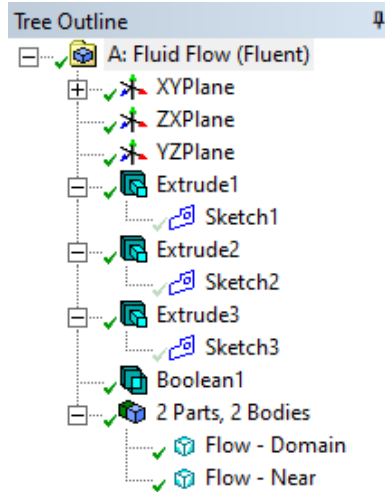 Tree Outline
A: Fluid Flow (Fluent)
XYPlane
ZXPlane
YZPlane
Extrude1
Sketch1
Extrude2
Sketch2
Extrude3
Sketch3
Boolean1
2 Parts, 2 Bodies
Flow - Domain
Flow - Near